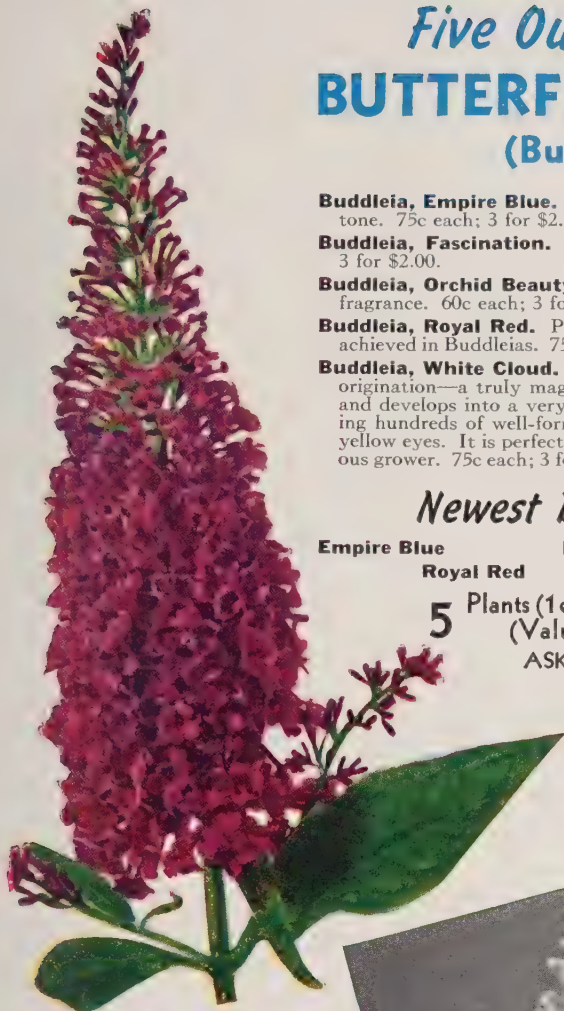 Five Ou
BUTTERF
(Bu
Buddleia, Empire Blue.
tone. 75c each; 3 for $2.
Buddleia, Fascination.
3 for $2.00.
Buddleia, Orchid Beauty
fragrance. 60c each; 3 fo
Buddleia, Royal Red. P
achieved in Buddleias. 75
Buddleia, White Cloud.
origination—a truly mag
and develops into a very
ing hundreds of well-for
yellow eyes. It is perfect
ous grower. 75c each; 3 f
Newest
Empire Blue
Royal Red
5 Plants (1
(Valu
ASK